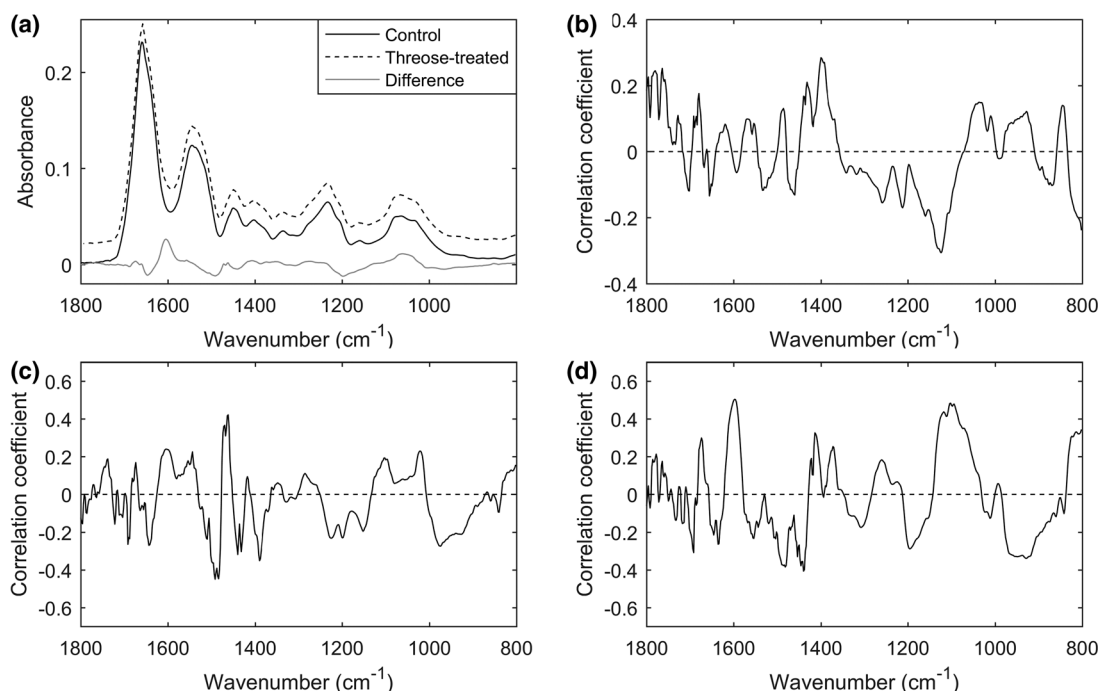 (a)
Absorbance
0.2
0.1
0
Control
Threose-treated
Difference
1800 1600 1400 1200 1000
Wavenumber (cm-1)
(b)
Correlation coefficient
0.4
0.2
0
-0.2
-0.4
1800 1600 1400 1200 1000 800
Wavenumber (cm-1)
(c)
Correlation coefficient
0.6
0.4
0.2
0
-0.2
-0.4
-0.6
1800 1600 1400 1200 1000 800
Wavenumber (cm-1)
(d)
Correlation coefficient
0.6
0.4
0.2
0
-0.2
-0.4
-0.6
1800 1600 1400 1200 1000 800
Wavenumber (cm-1)